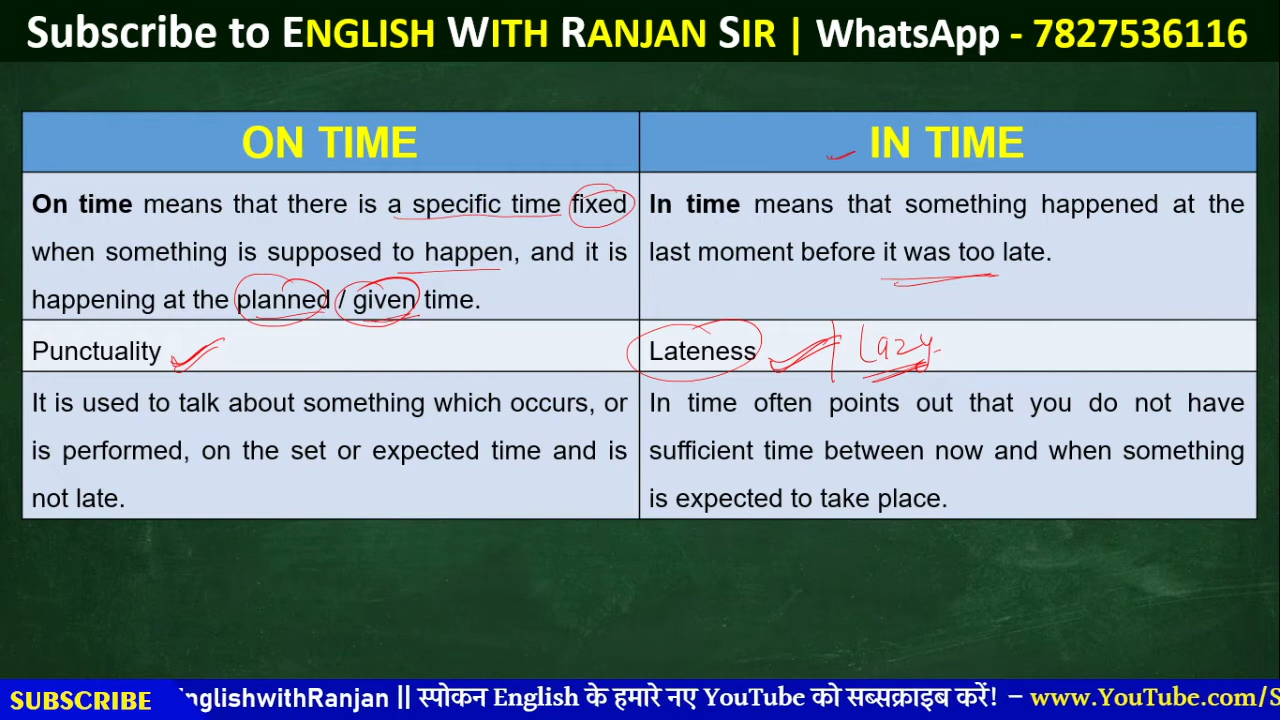 Subscribe to ENGLISH WITH RANJAN SIR | WhatsApp - 7827536116
ON TIME
IN TIME
On time means that there is a specific time fixed
when something is supposed to happen, and it is
happening at the planned / given time.
In time means that something happened at the
last moment before it was too late.
Punctuality
Lateness
Lazy
It is used to talk about something which occurs, or
is performed, on the set or expected time and is
not late.
In time often points out that you do not have
sufficient time between now and when something
is expected to take place.
SUBSCRIBE
nglishwithRanjan || स्पोकन English के हमारे नए YouTube को सब्सक्राइब करें! – www.YouTube.com/S